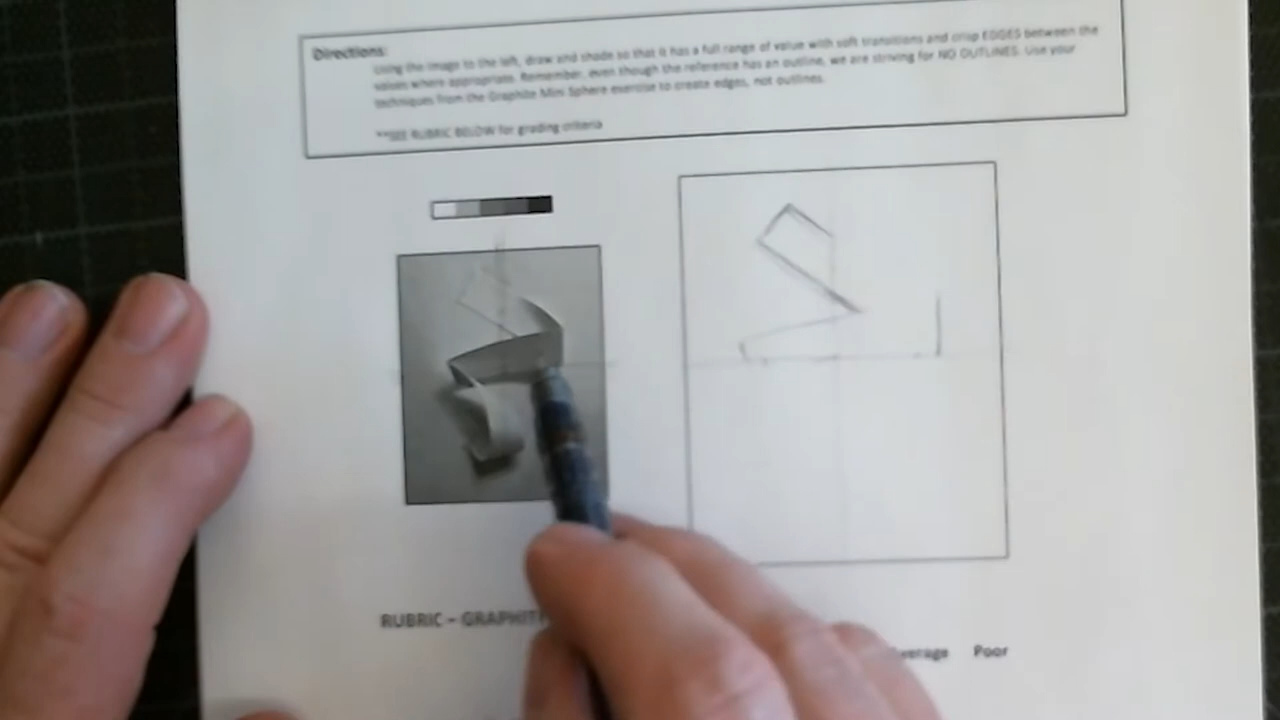 Directions:
Using the image to the left, draw and shade so that it has a full range of value with soft transitions and crisp EDGES between the
values where appropriate. Remember, even though the reference has an outline, we are striving for NO OUTLINES. Use your
techniques from the Graphite Mini Sphere exercise to create edges, not outlines.
**SEE RUBRIC BELOW for grading criteria
RUBRIC – GRAPHIT
verage Poor